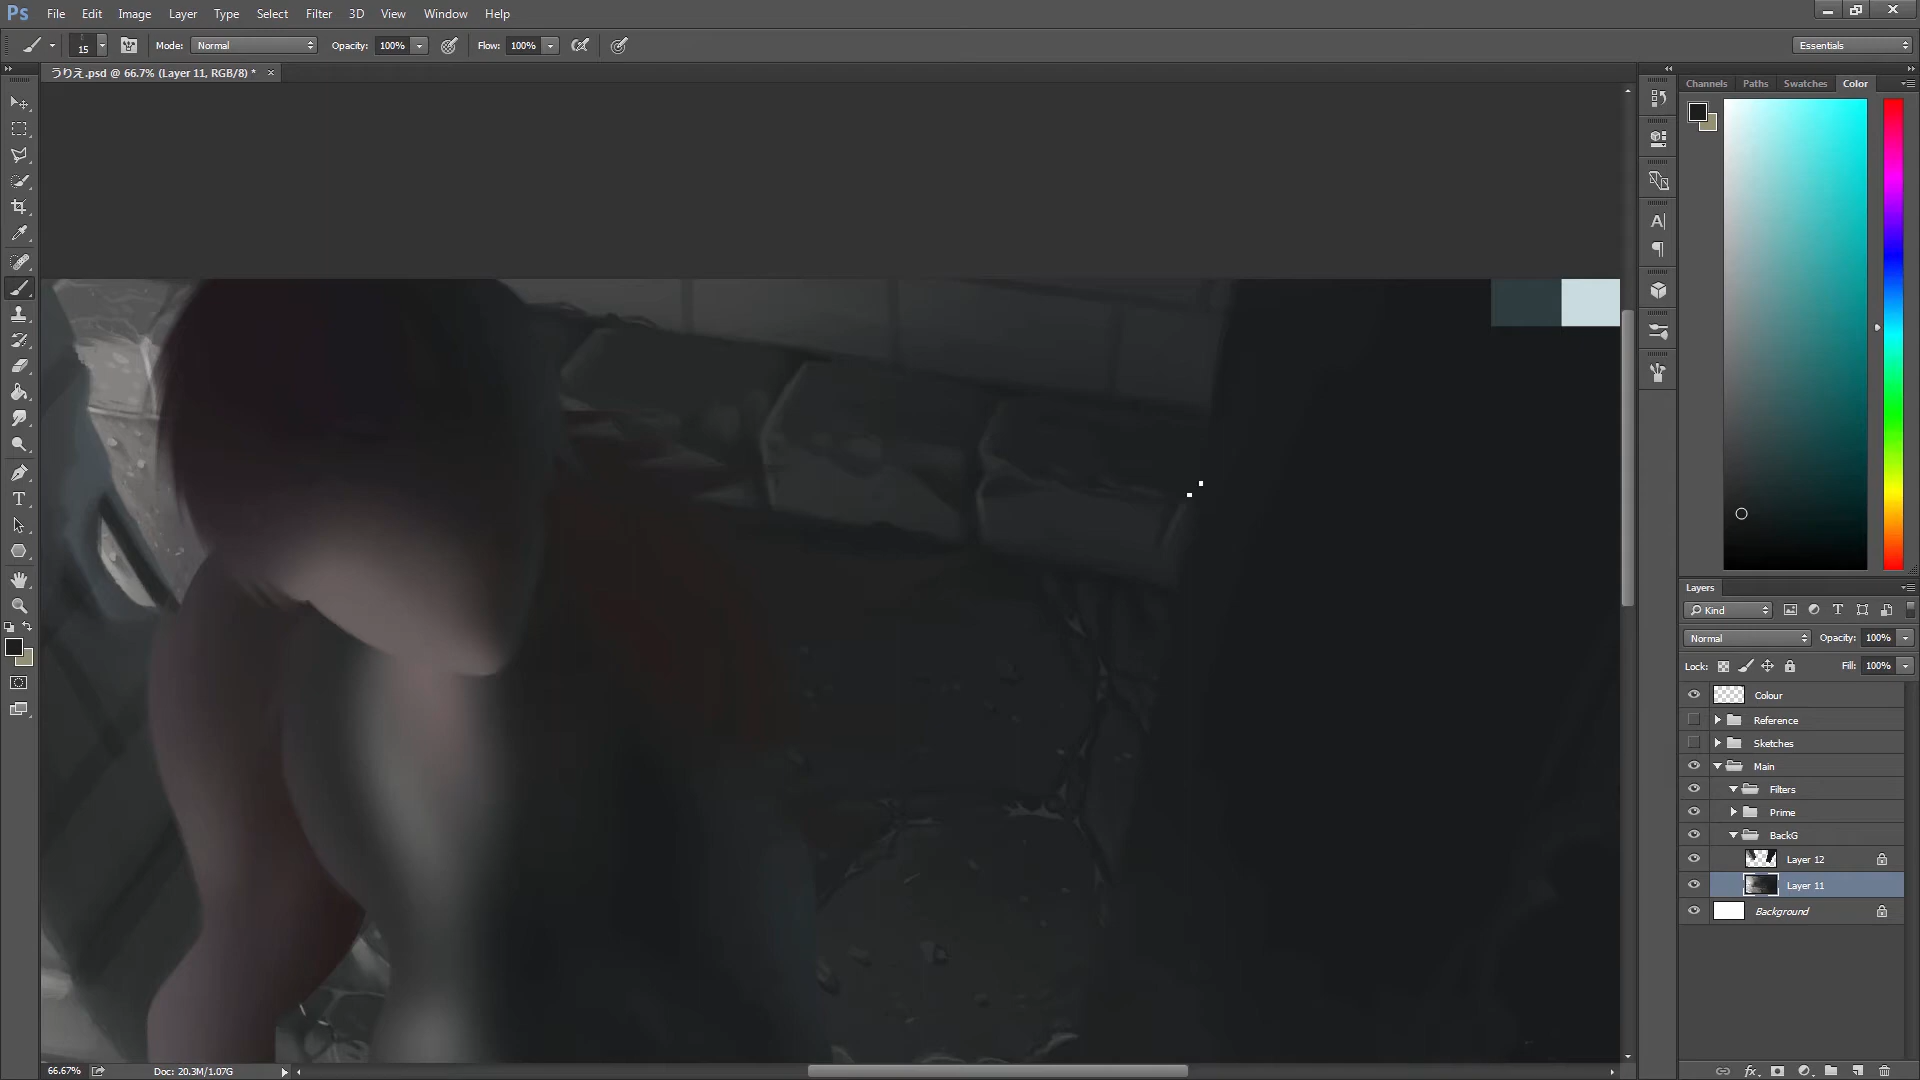 Ps File Edit Image Layer Type Select Filter 3D View Window Help
15 Mode: Normal Opacity: 100% Flow: 100% Essentials
うりえ.psd @ 66.7% (Layer 11, RGB/8) * ×
Channels Paths Swatches Color
Layers
Kind
Normal Opacity: 100%
Lock: Fill: 100%
Colour
Reference
Sketches
Main
Filters
Prime
BackG
Layer 12
Layer 11
Background
66.67% Doc: 20.3M/1.07G